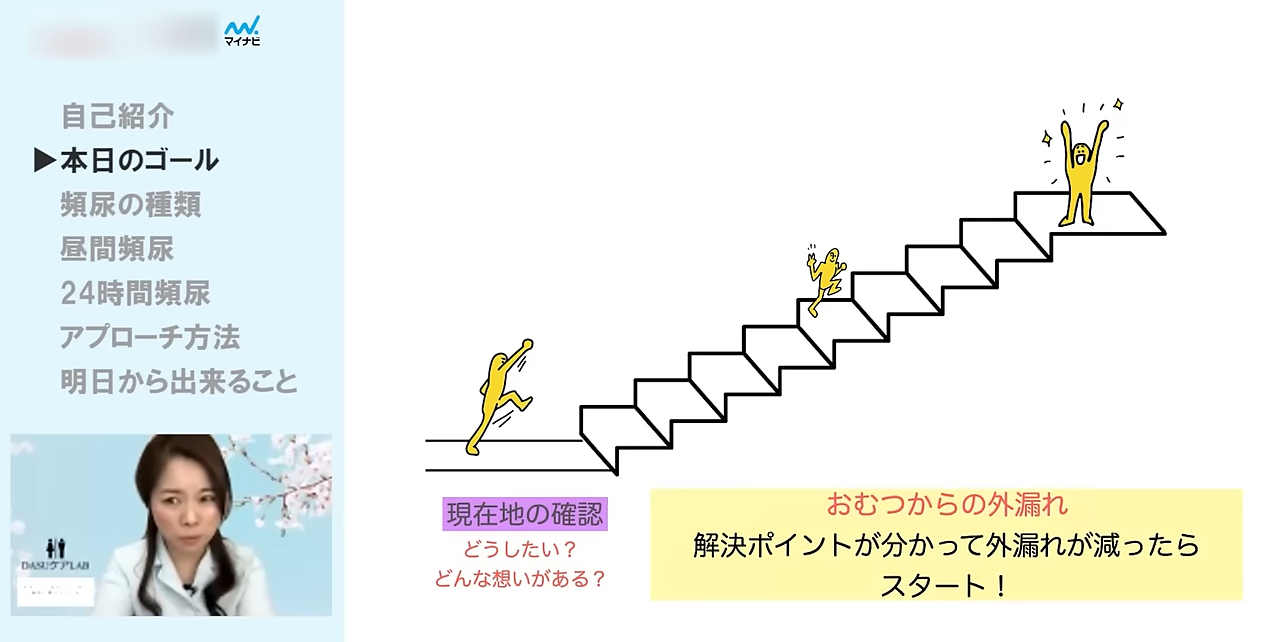 マイナビ
自己紹介
▶本日のゴール
頻尿の種類
昼間頻尿
24時間頻尿
アプローチ方法
明日から出来ること
DASUケアLAB
現在地の確認
どうしたい？
どんな想いがある？
おむつからの外漏れ
解決ポイントが分かって外漏れが減ったら
スタート！